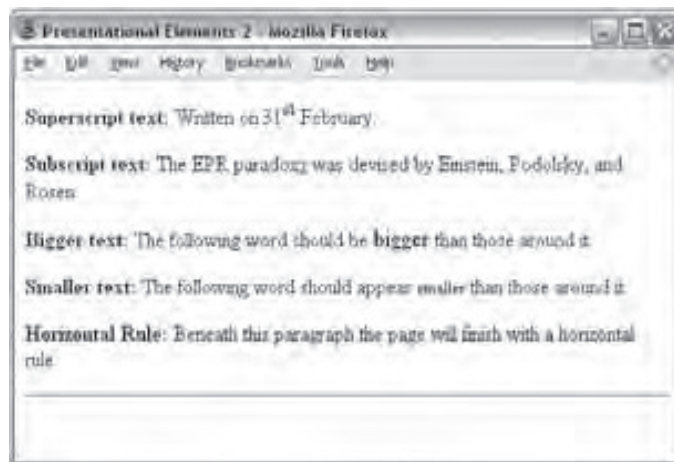 Presentational Elements 2 - Mozilla Firefox
File Edit View History Bookmarks Tools Help
Superscript text: Written on 31st February.
Subscript text: The EPR paradox2 was devised by Einstein, Podolsky, and
Rosen.
Bigger text: The following word should be bigger than those around it.
Smaller text: The following word should appear smaller than those around it.
Horizontal Rule: Beneath this paragraph the page will finish with a horizontal
rule.